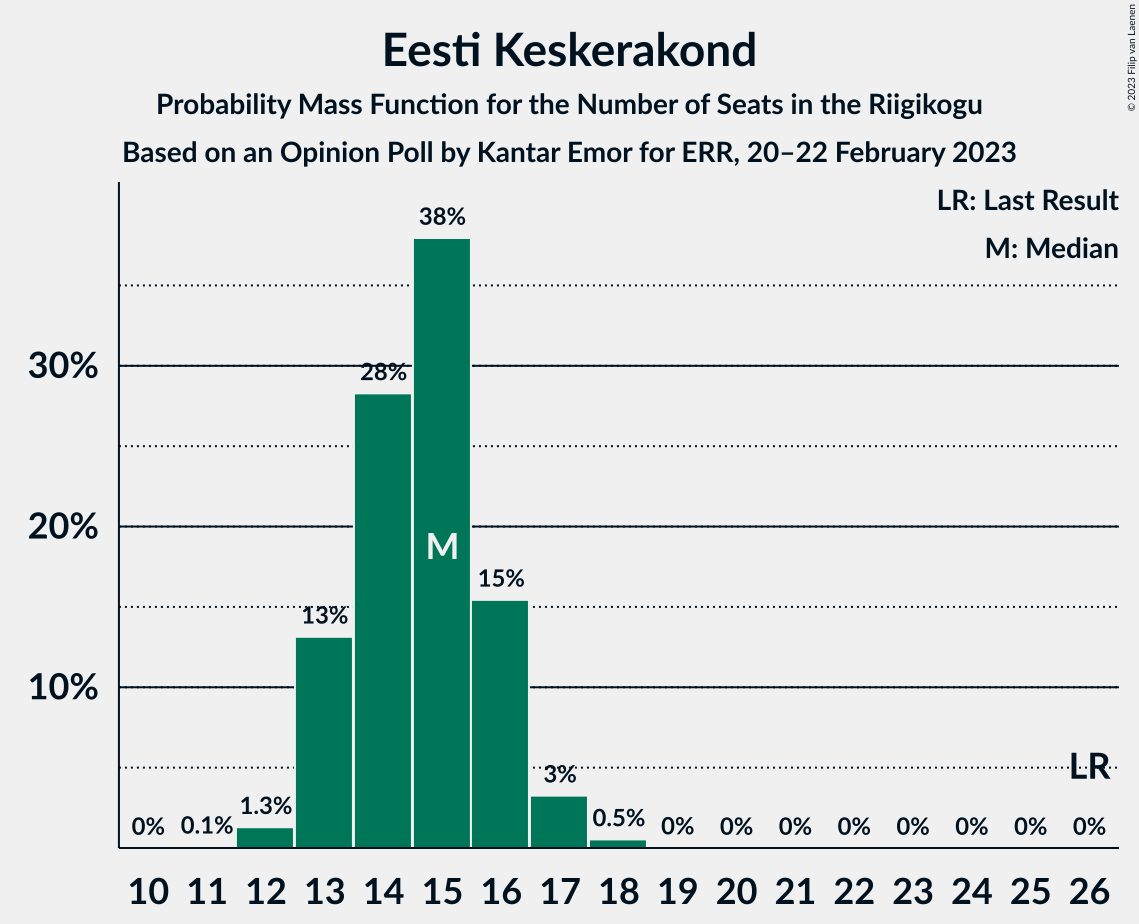 Eesti Keskerakond
Probability Mass Function for the Number of Seats in the Riigikogu
Based on an Opinion Poll by Kantar Emor for ERR, 20–22 February 2023
© 2023 Filip van Laenen
LR: Last Result
M: Median
38%
30%
28%
20%
M
15%
13%
10%
LR
3%
1.3%
0.5%
0% 0.1% 0% 0% 0% 0% 0% 0% 0% 0%
10 11 12 13 14 15 16 17 18 19 20 21 22 23 24 25 26